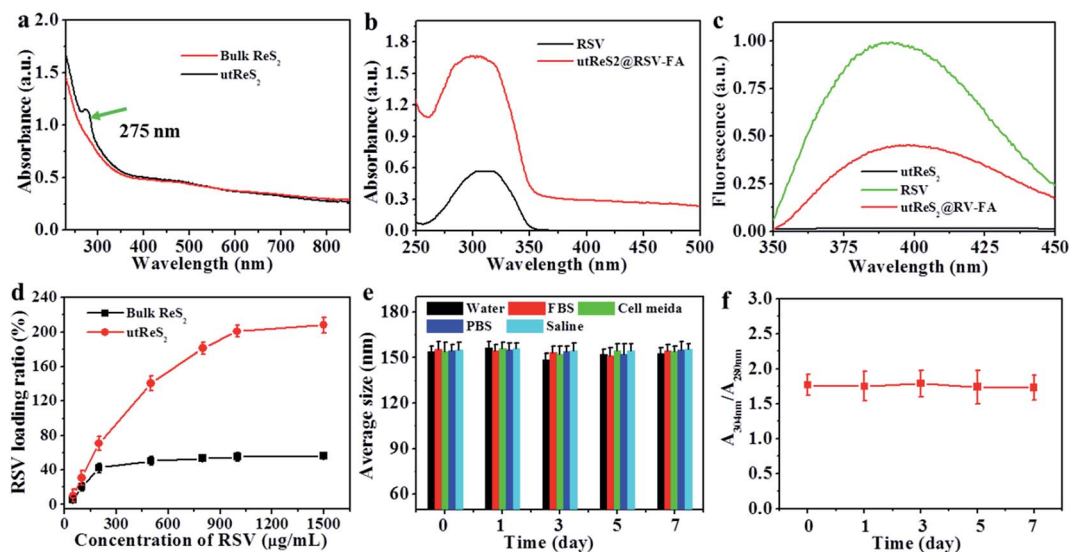 a
2.0
1.5
1.0
0.5
0.0
Absorbance (a.u.)
Bulk ReS₂
utReS₂
275 nm
300 450 600 750
Wavelength (nm)
b
2.1
1.8
1.5
1.2
0.9
0.6
0.3
0.0
Absorbance (a.u.)
RSV
utReS2@RSV-FA
250 300 350 400 450 500
Wavelength (nm)
c
1.00
0.75
0.50
0.25
0.00
Fluorescence (a.u.)
utReS₂
RSV
utReS₂@RV-FA
350 375 400 425 450
Wavelength (nm)
d
240
200
160
120
80
40
0
RSV loading ratio (%)
Bulk ReS₂
utReS₂
0 300 600 900 1200 1500
Concentration of RSV (μg/mL)
e
180
150
120
90
60
Average size (nm)
Water FBS Cell meida
PBS Saline
0 1 3 5 7
Time (day)
f
3.0
2.5
2.0
1.5
1.0
0.5
0.0
A304nm/A280nm
0 1 3 5 7
Time (day)